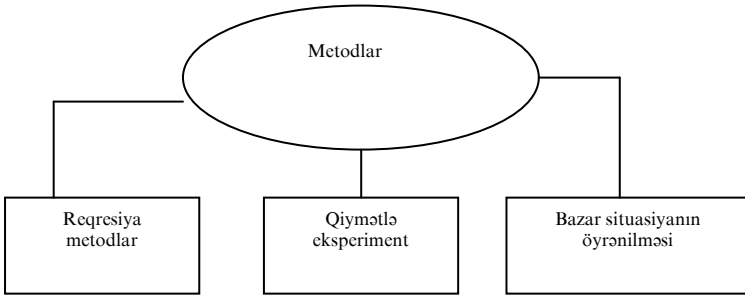 Metodlar
Reqresiya
metodlar
Qiymətlə
eksperiment
Bazar situasiyanın
öyrənilməsi